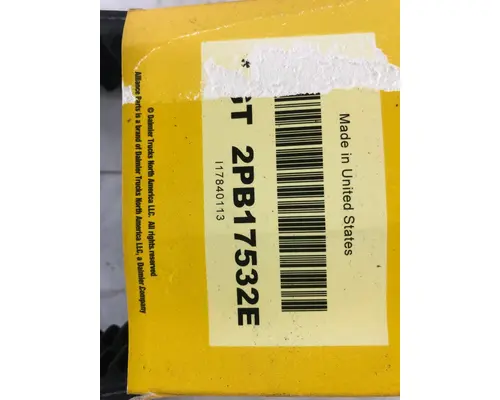 Made in United States
ST 2PB17532E
I17840113
© Daimler Trucks North America LLC. All rights reserved
Alliance Parts is a brand of Daimler Trucks North America LLC, a Daimler Company